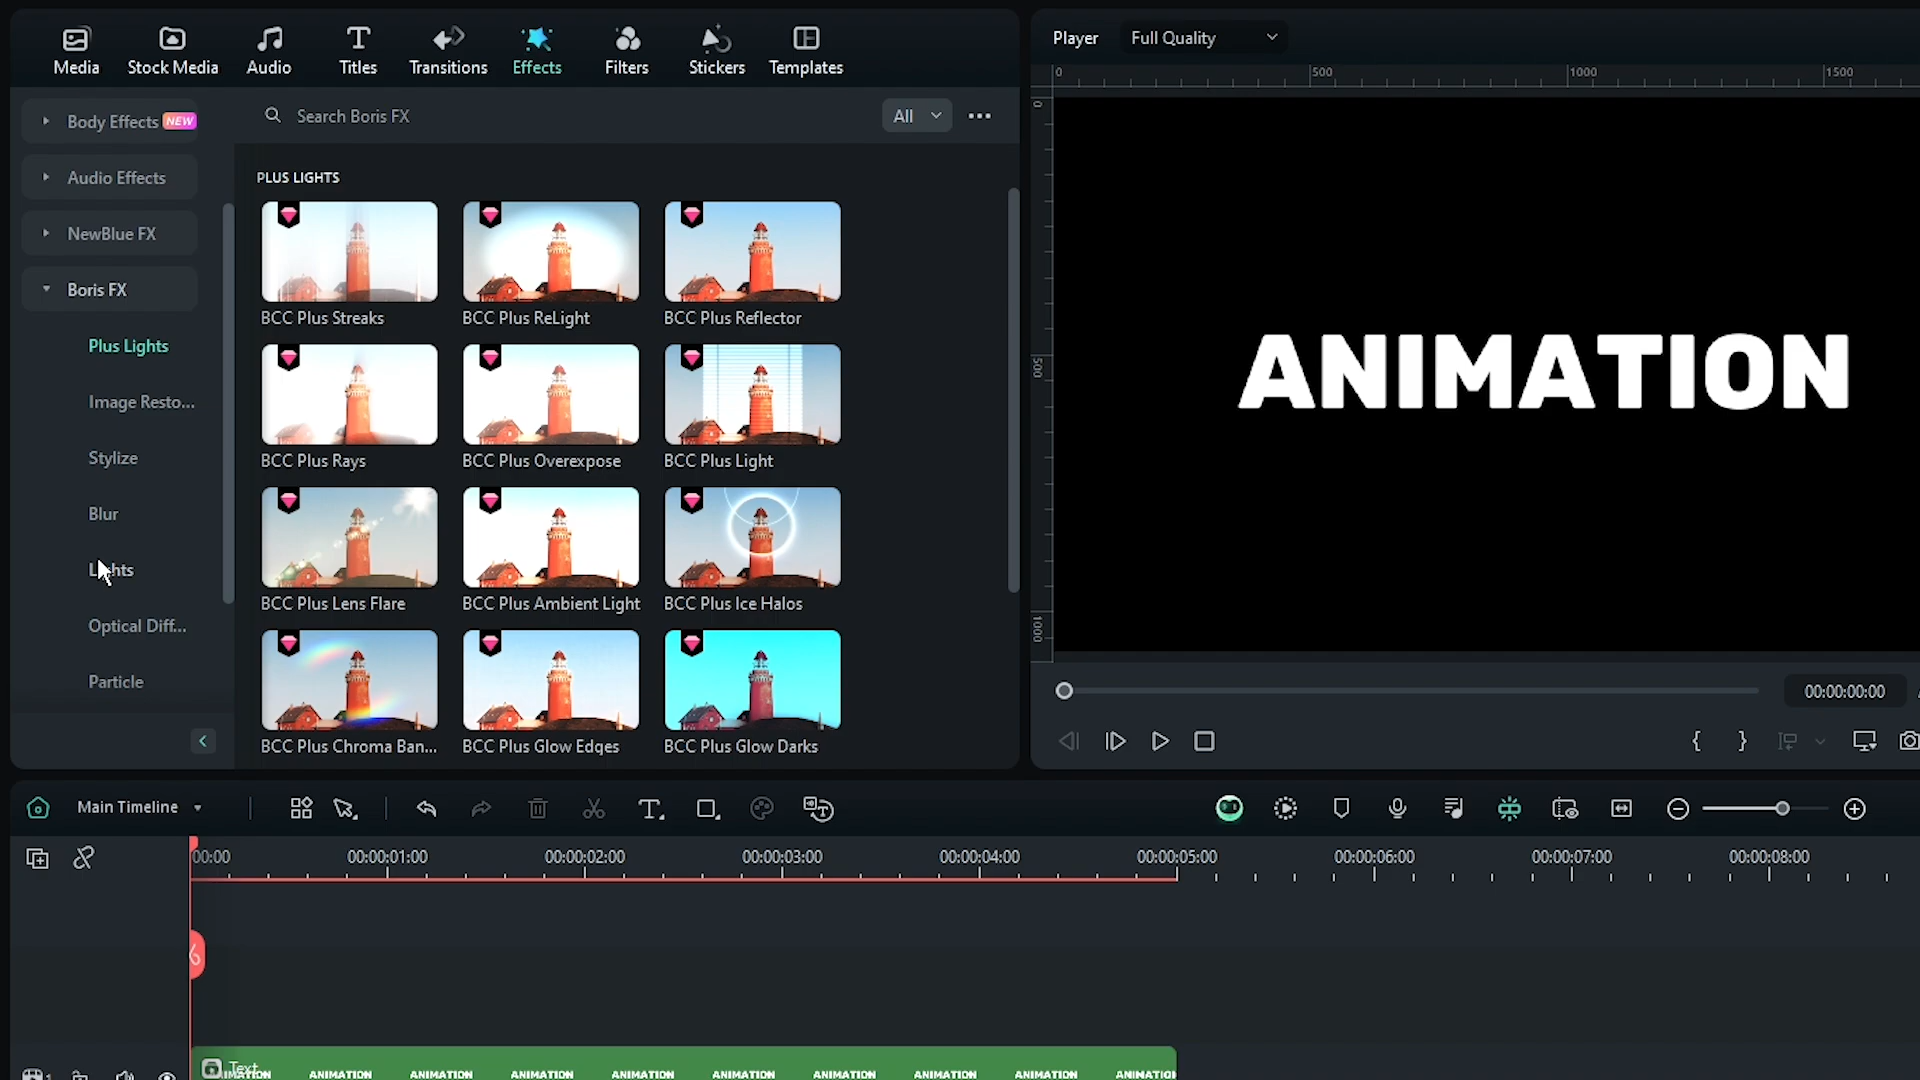 Media
Stock Media
Audio
Titles
Transitions
Effects
Filters
Stickers
Templates
Player
Full Quality
Body Effects NEW
Audio Effects
NewBlue FX
Boris FX
Plus Lights
Image Resto...
Stylize
Blur
Lights
Optical Diff...
Particle
Search Boris FX
All
PLUS LIGHTS
BCC Plus Streaks
BCC Plus ReLight
BCC Plus Reflector
BCC Plus Rays
BCC Plus Overexpose
BCC Plus Light
BCC Plus Lens Flare
BCC Plus Ambient Light
BCC Plus Ice Halos
BCC Plus Chroma Ban...
BCC Plus Glow Edges
BCC Plus Glow Darks
0
500
1000
1500
0
500
1000
ANIMATION
00:00:00:00
Main Timeline
00:00
00:00:01:00
00:00:02:00
00:00:03:00
00:00:04:00
00:00:05:00
00:00:06:00
00:00:07:00
00:00:08:00
Text
ANIMATION ANIMATION ANIMATION ANIMATION ANIMATION ANIMATION ANIMATION ANIMATION ANIMATION